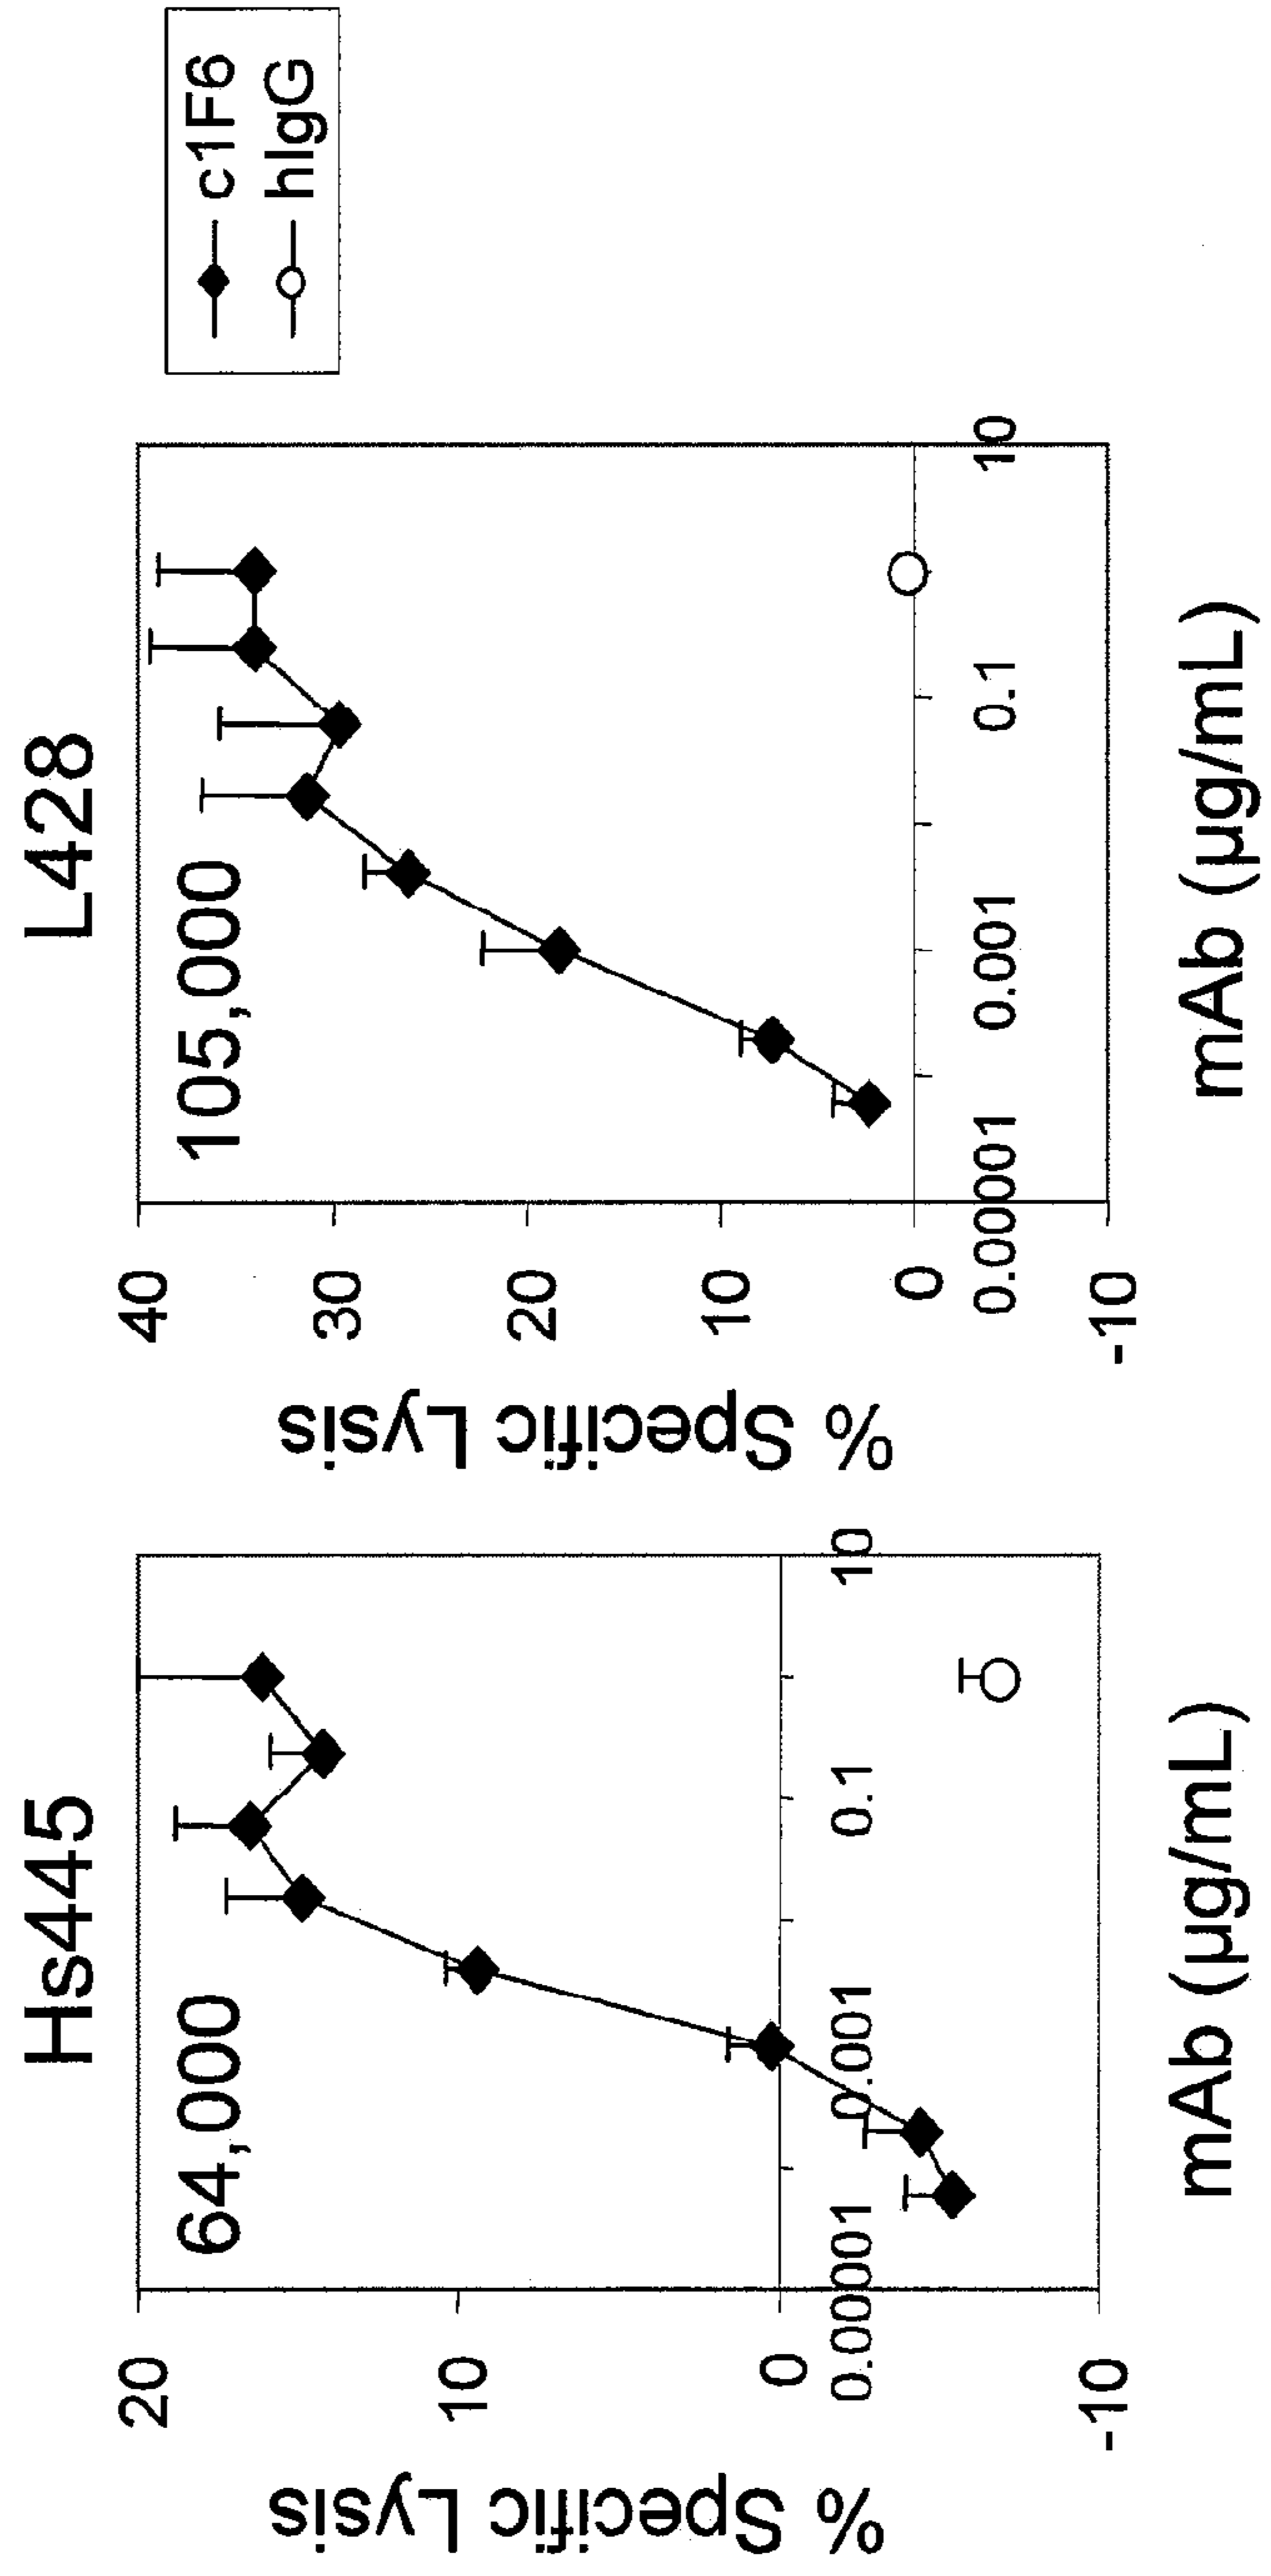 Hs445
64,000
% Specific Lysis
20
10
0
-10
0.00001
0.001
0.1
10
mAb (µg/mL)
L428
105,000
% Specific Lysis
40
30
20
10
0
-10
0.00001
0.001
0.1
10
mAb (µg/mL)
c1F6
hIgG